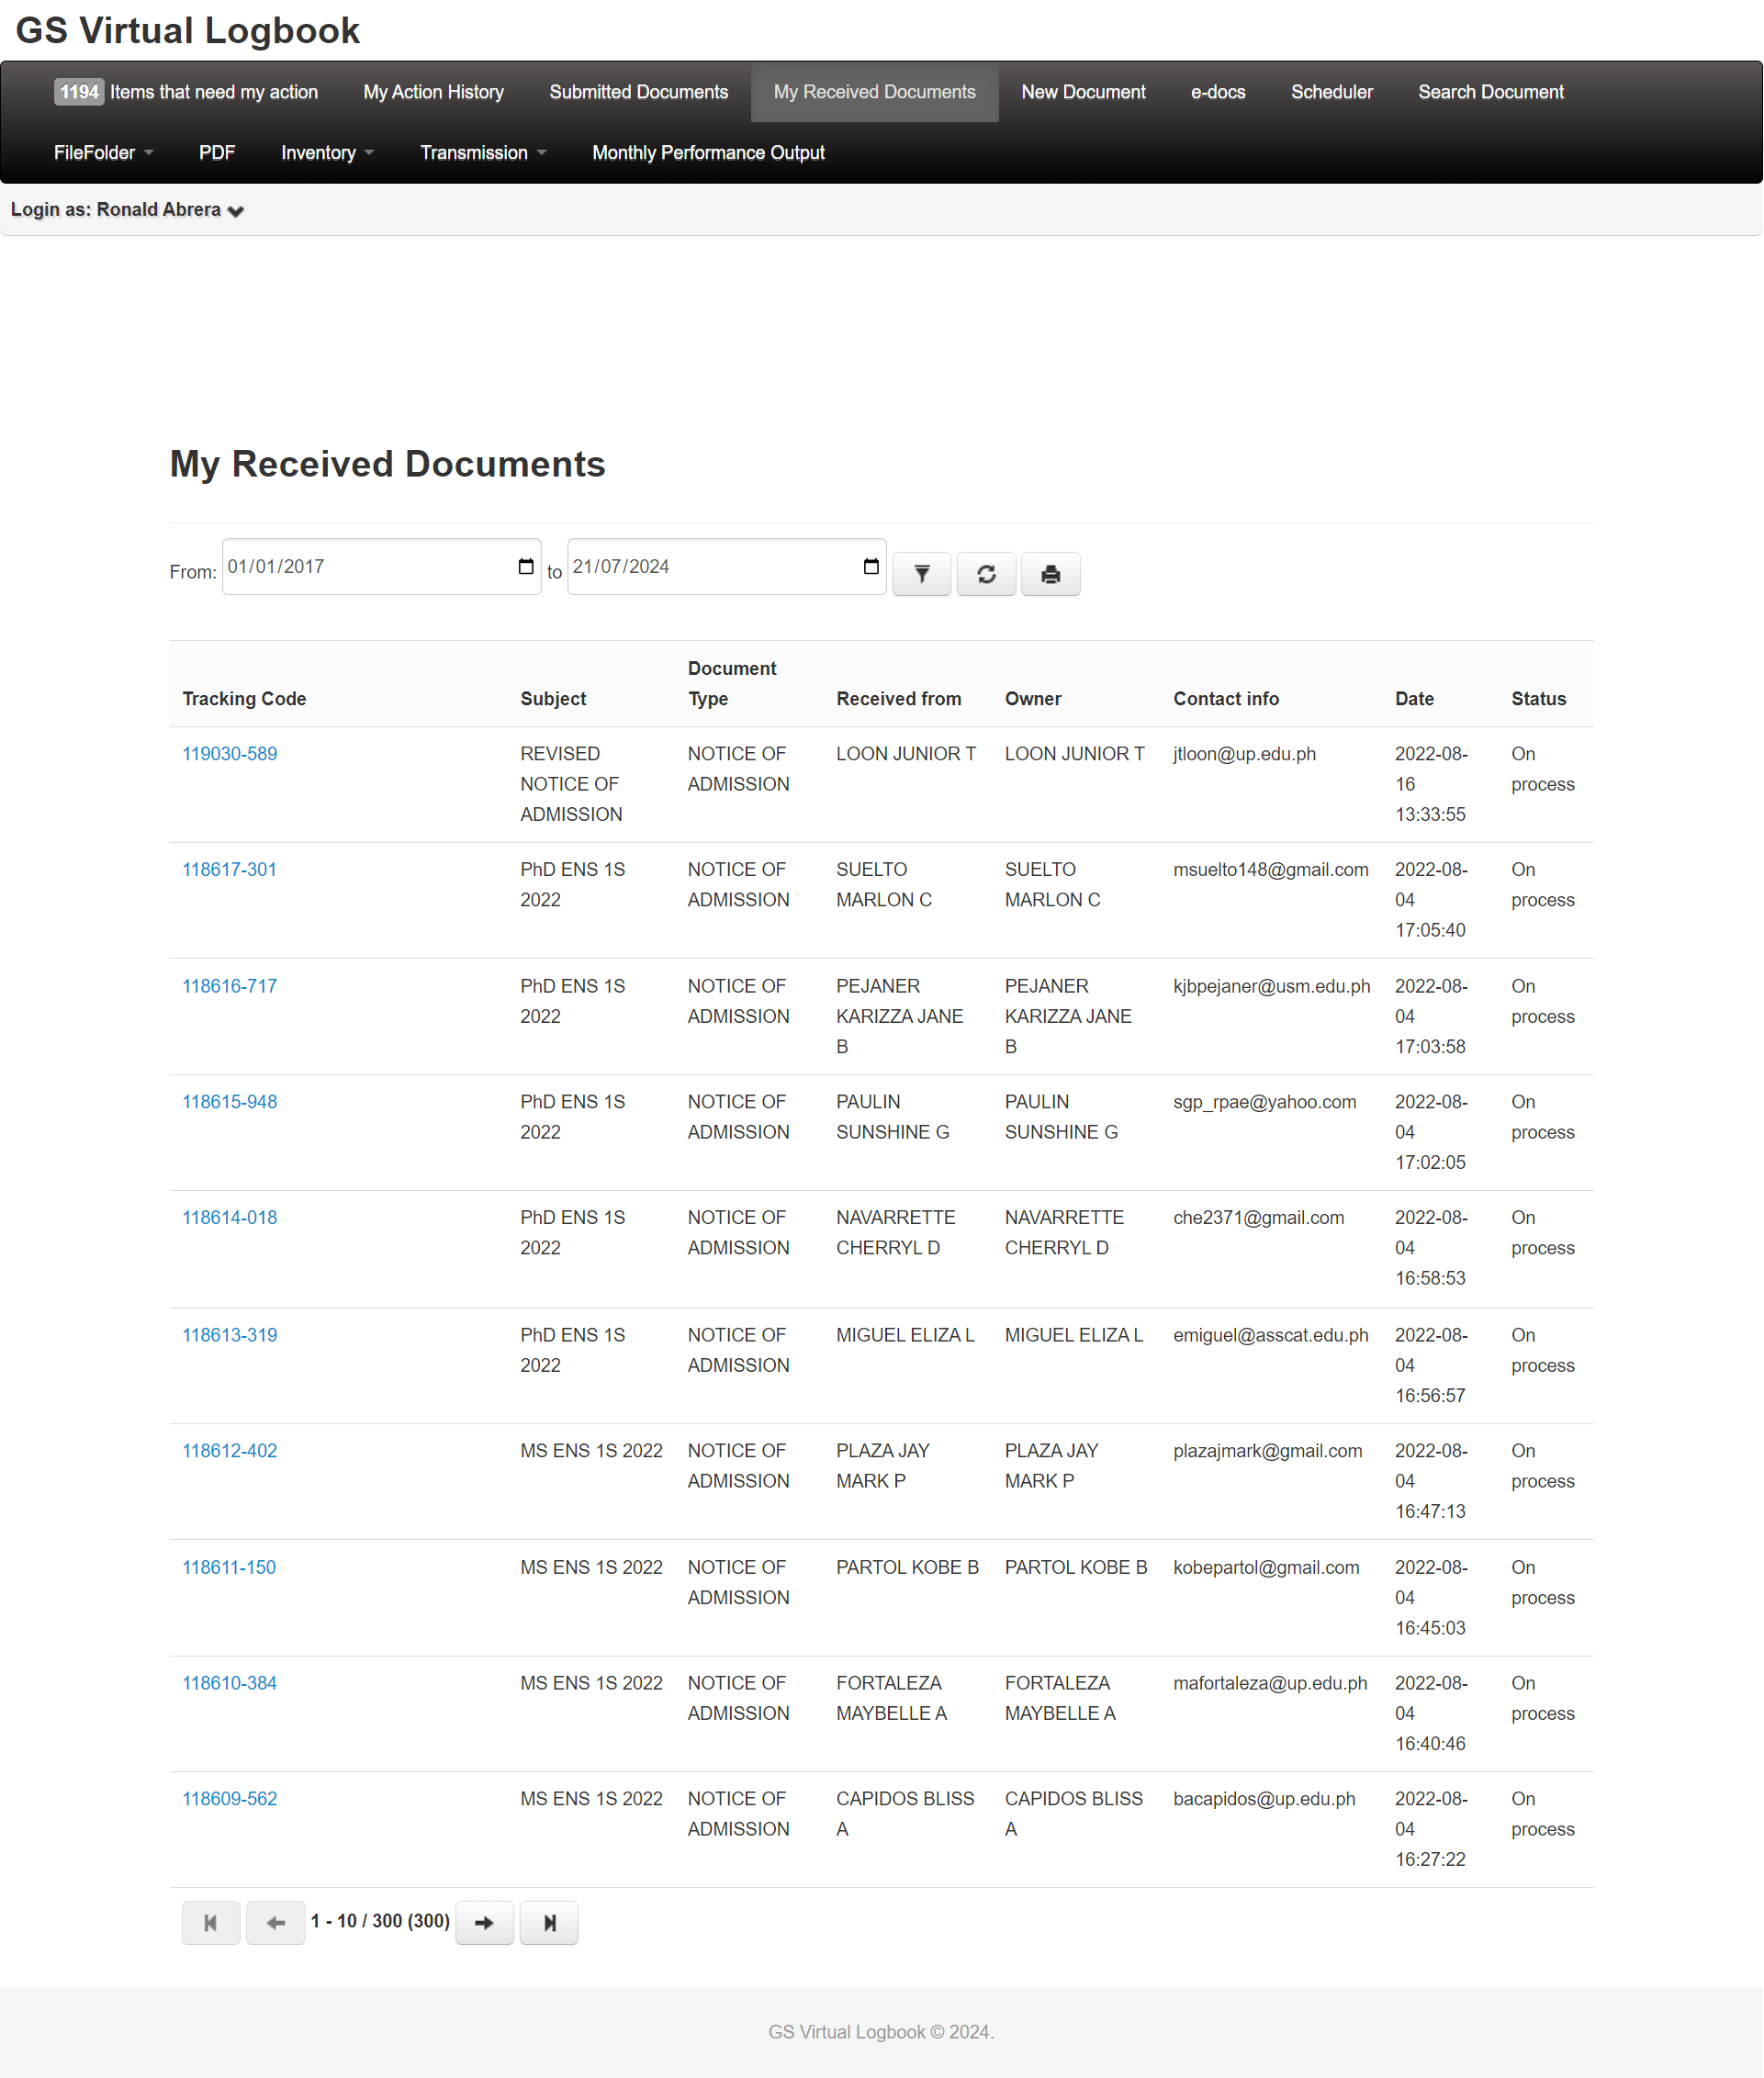 GS Virtual Logbook
1194 Items that need my action My Action History Submitted Documents My Received Documents New Document e-docs Scheduler Search Document
FileFolder PDF Inventory Transmission Monthly Performance Output
Login as: Ronald Abrera
My Received Documents
From: 01/01/2017 to 21/07/2024
Tracking Code Subject Document Type Received from Owner Contact info Date Status
119030-589 REVISED NOTICE OF ADMISSION NOTICE OF ADMISSION LOON JUNIOR T LOON JUNIOR T jtloon@up.edu.ph 2022-08-16 13:33:55 On process
118617-301 PhD ENS 1S 2022 NOTICE OF ADMISSION SUELTO MARLON C SUELTO MARLON C msuelto148@gmail.com 2022-08-04 17:05:40 On process
118616-717 PhD ENS 1S 2022 NOTICE OF ADMISSION PEJANER KARIZZA JANE B PEJANER KARIZZA JANE B kjbpejaner@usm.edu.ph 2022-08-04 17:03:58 On process
118615-948 PhD ENS 1S 2022 NOTICE OF ADMISSION PAULIN SUNSHINE G PAULIN SUNSHINE G sgp_rpae@yahoo.com 2022-08-04 17:02:05 On process
118614-018 PhD ENS 1S 2022 NOTICE OF ADMISSION NAVARRETTE CHERRYL D NAVARRETTE CHERRYL D che2371@gmail.com 2022-08-04 16:58:53 On process
118613-319 PhD ENS 1S 2022 NOTICE OF ADMISSION MIGUEL ELIZA L MIGUEL ELIZA L emiguel@asscat.edu.ph 2022-08-04 16:56:57 On process
118612-402 MS ENS 1S 2022 NOTICE OF ADMISSION PLAZA JAY MARK P PLAZA JAY MARK P plazajmark@gmail.com 2022-08-04 16:47:13 On process
118611-150 MS ENS 1S 2022 NOTICE OF ADMISSION PARTOL KOBE B PARTOL KOBE B kobepartol@gmail.com 2022-08-04 16:45:03 On process
118610-384 MS ENS 1S 2022 NOTICE OF ADMISSION FORTALEZA MAYBELLE A FORTALEZA MAYBELLE A mafortaleza@up.edu.ph 2022-08-04 16:40:46 On process
118609-562 MS ENS 1S 2022 NOTICE OF ADMISSION CAPIDOS BLISS A CAPIDOS BLISS A bacapidos@up.edu.ph 2022-08-04 16:27:22 On process
1 - 10 / 300 (300)
GS Virtual Logbook © 2024.